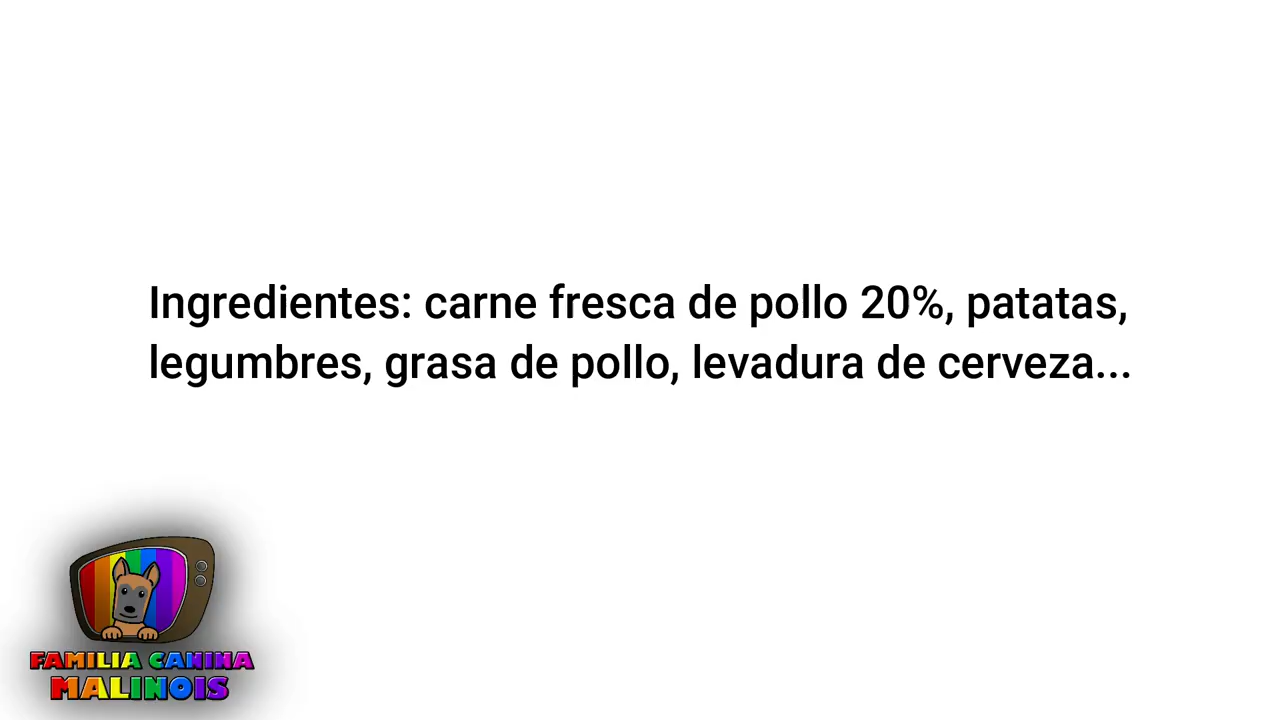 Ingredientes: carne fresca de pollo 20%, patatas,
legumbres, grasa de pollo, levadura de cerveza...
FAMILIA CANINA
MALINOIS